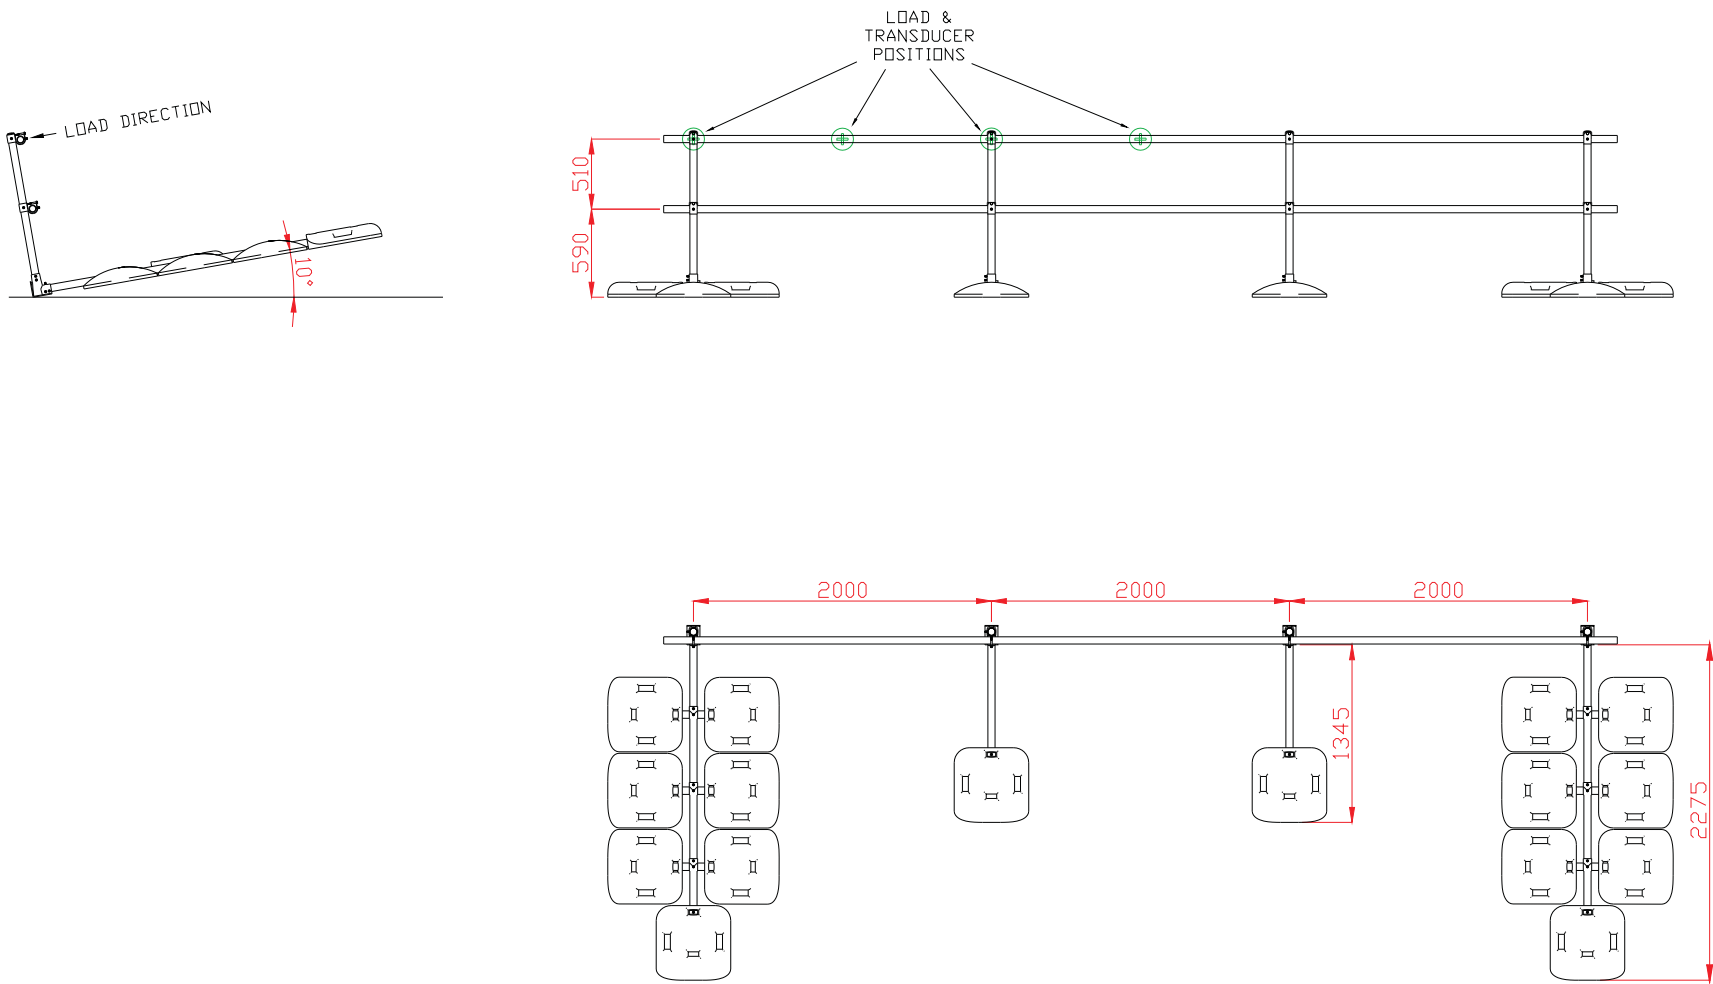 LOAD &
TRANSDUCER
POSITIONS
LOAD DIRECTION
510
590
10°
2000
2000
2000
1345
2275